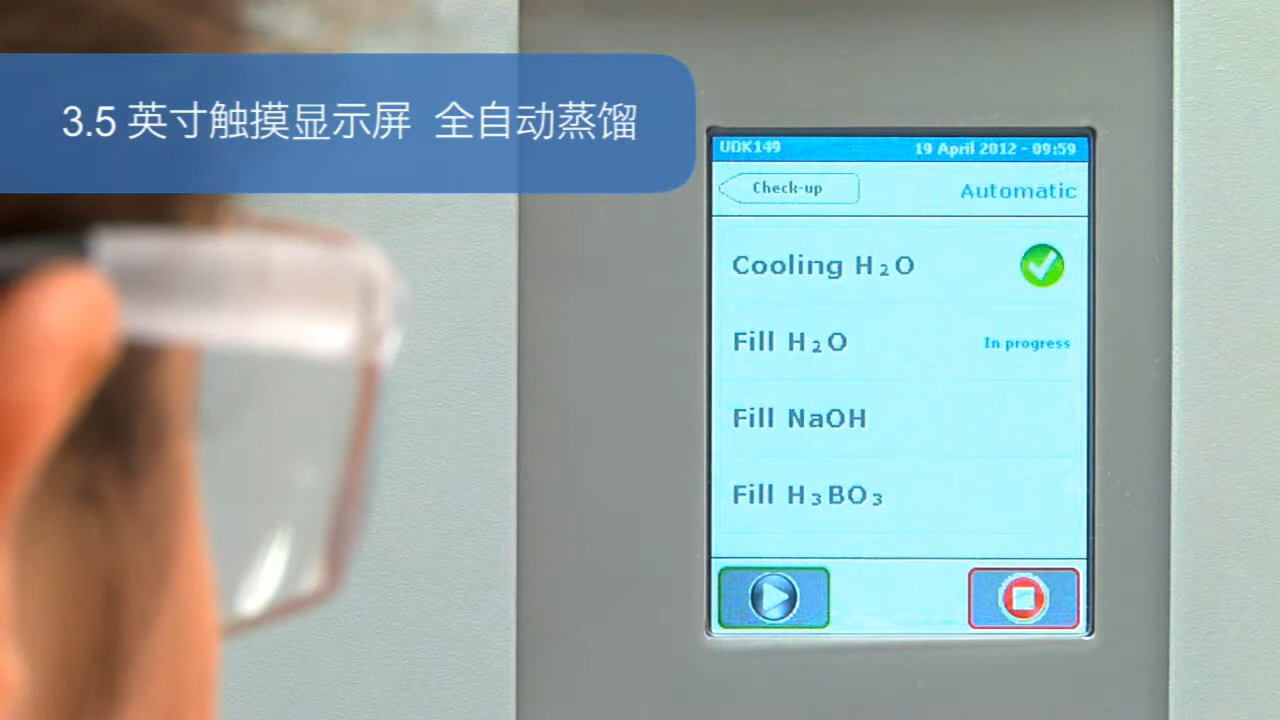 3.5 英寸触摸显示屏 全自动蒸馏
UDK149 19 April 2012 - 09:59
Check-up Automatic
Cooling H₂O
Fill H₂O In progress
Fill NaOH
Fill H₃BO₃